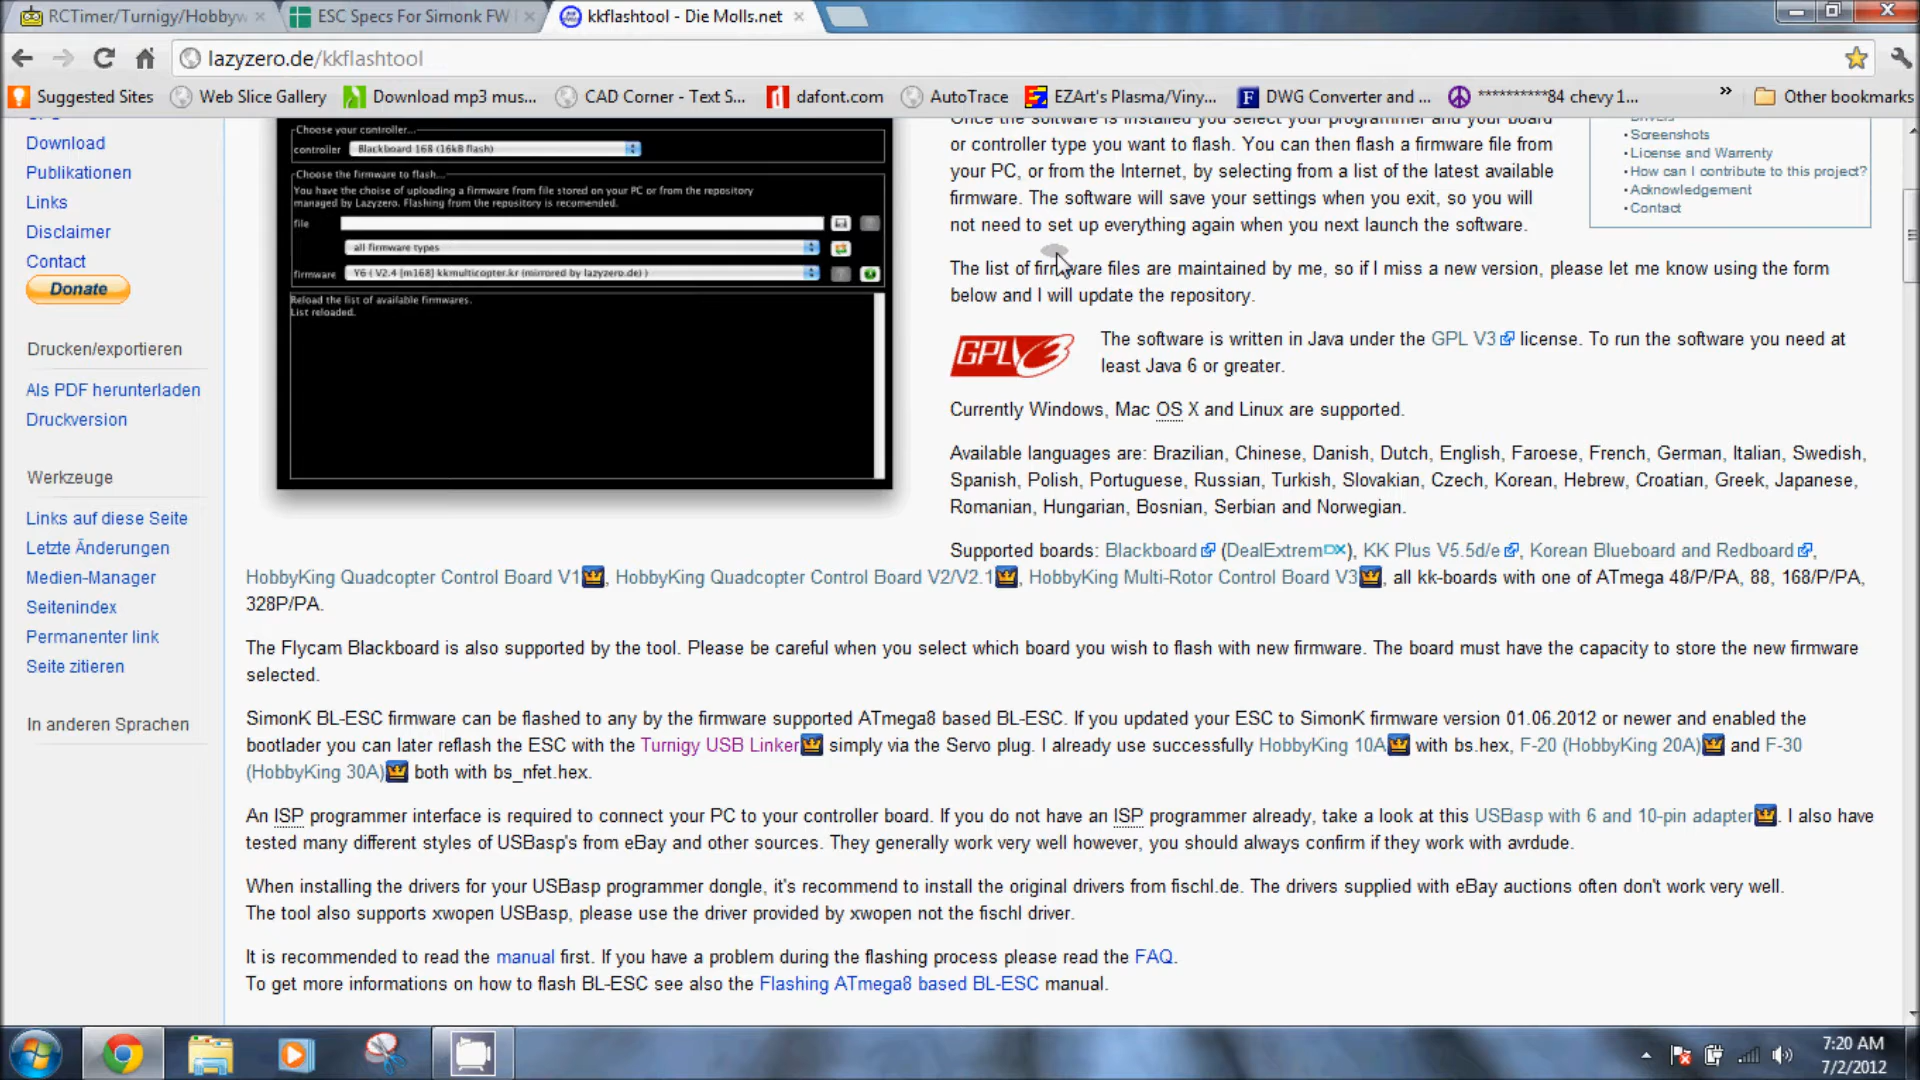 RCTimer/Turnigy/Hobbyw
ESC Specs For Simonk FW
kkflashtool - Die Molls.net
lazyzero.de/kkflashtool
Suggested Sites
Web Slice Gallery
Download mp3 mus...
CAD Corner - Text S...
dafont.com
AutoTrace
EZArt's Plasma/Viny...
DWG Converter and ...
**********84 chevy 1...
»
Other bookmarks
Download
Publikationen
Links
Disclaimer
Contact
Donate
Drucken/exportieren
Als PDF herunterladen
Druckversion
Werkzeuge
Links auf diese Seite
Letzte Änderungen
Medien-Manager
Seitenindex
Permanenter link
Seite zitieren
In anderen Sprachen
Choose your controller...
controller Blackboard 168 (16kB flash)
Choose the firmware to flash...
You have the choise of uploading a firmware from file stored on your PC or from the repository
managed by Lazyzero. Flashing from the repository is recomended.
file
all firmware types
firmware Y6 ( V2.4 [m168] kkmulticopter.kr (mirrored by lazyzero.de) )
Reload the list of available firmwares.
List reloaded.
Once the software is installed you select your programmer and your board
or controller type you want to flash. You can then flash a firmware file from
your PC, or from the Internet, by selecting from a list of the latest available
firmware. The software will save your settings when you exit, so you will
not need to set up everything again when you next launch the software.
Drivers
Screenshots
License and Warrenty
How can I contribute to this project?
Acknowledgement
Contact
The list of firmware files are maintained by me, so if I miss a new version, please let me know using the form
below and I will update the repository.
GPLv3
The software is written in Java under the GPL V3 license. To run the software you need at
least Java 6 or greater.
Currently Windows, Mac OS X and Linux are supported.
Available languages are: Brazilian, Chinese, Danish, Dutch, English, Faroese, French, German, Italian, Swedish,
Spanish, Polish, Portuguese, Russian, Turkish, Slovakian, Czech, Korean, Hebrew, Croatian, Greek, Japanese,
Romanian, Hungarian, Bosnian, Serbian and Norwegian.
Supported boards: Blackboard (DealExtremDX), KK Plus V5.5d/e, Korean Blueboard and Redboard,
HobbyKing Quadcopter Control Board V1, HobbyKing Quadcopter Control Board V2/V2.1, HobbyKing Multi-Rotor Control Board V3, all kk-boards with one of ATmega 48/P/PA, 88, 168/P/PA,
328P/PA.
The Flycam Blackboard is also supported by the tool. Please be careful when you select which board you wish to flash with new firmware. The board must have the capacity to store the new firmware
selected.
SimonK BL-ESC firmware can be flashed to any by the firmware supported ATmega8 based BL-ESC. If you updated your ESC to SimonK firmware version 01.06.2012 or newer and enabled the
bootlader you can later reflash the ESC with the Turnigy USB Linker simply via the Servo plug. I already use successfully HobbyKing 10A with bs.hex, F-20 (HobbyKing 20A) and F-30
(HobbyKing 30A) both with bs_nfet.hex.
An ISP programmer interface is required to connect your PC to your controller board. If you do not have an ISP programmer already, take a look at this USBasp with 6 and 10-pin adapter. I also have
tested many different styles of USBasp's from eBay and other sources. They generally work very well however, you should always confirm if they work with avrdude.
When installing the drivers for your USBasp programmer dongle, it's recommend to install the original drivers from fischl.de. The drivers supplied with eBay auctions often don't work very well.
The tool also supports xwopen USBasp, please use the driver provided by xwopen not the fischl driver.
It is recommended to read the manual first. If you have a problem during the flashing process please read the FAQ.
To get more informations on how to flash BL-ESC see also the Flashing ATmega8 based BL-ESC manual.
7:20 AM
7/2/2012